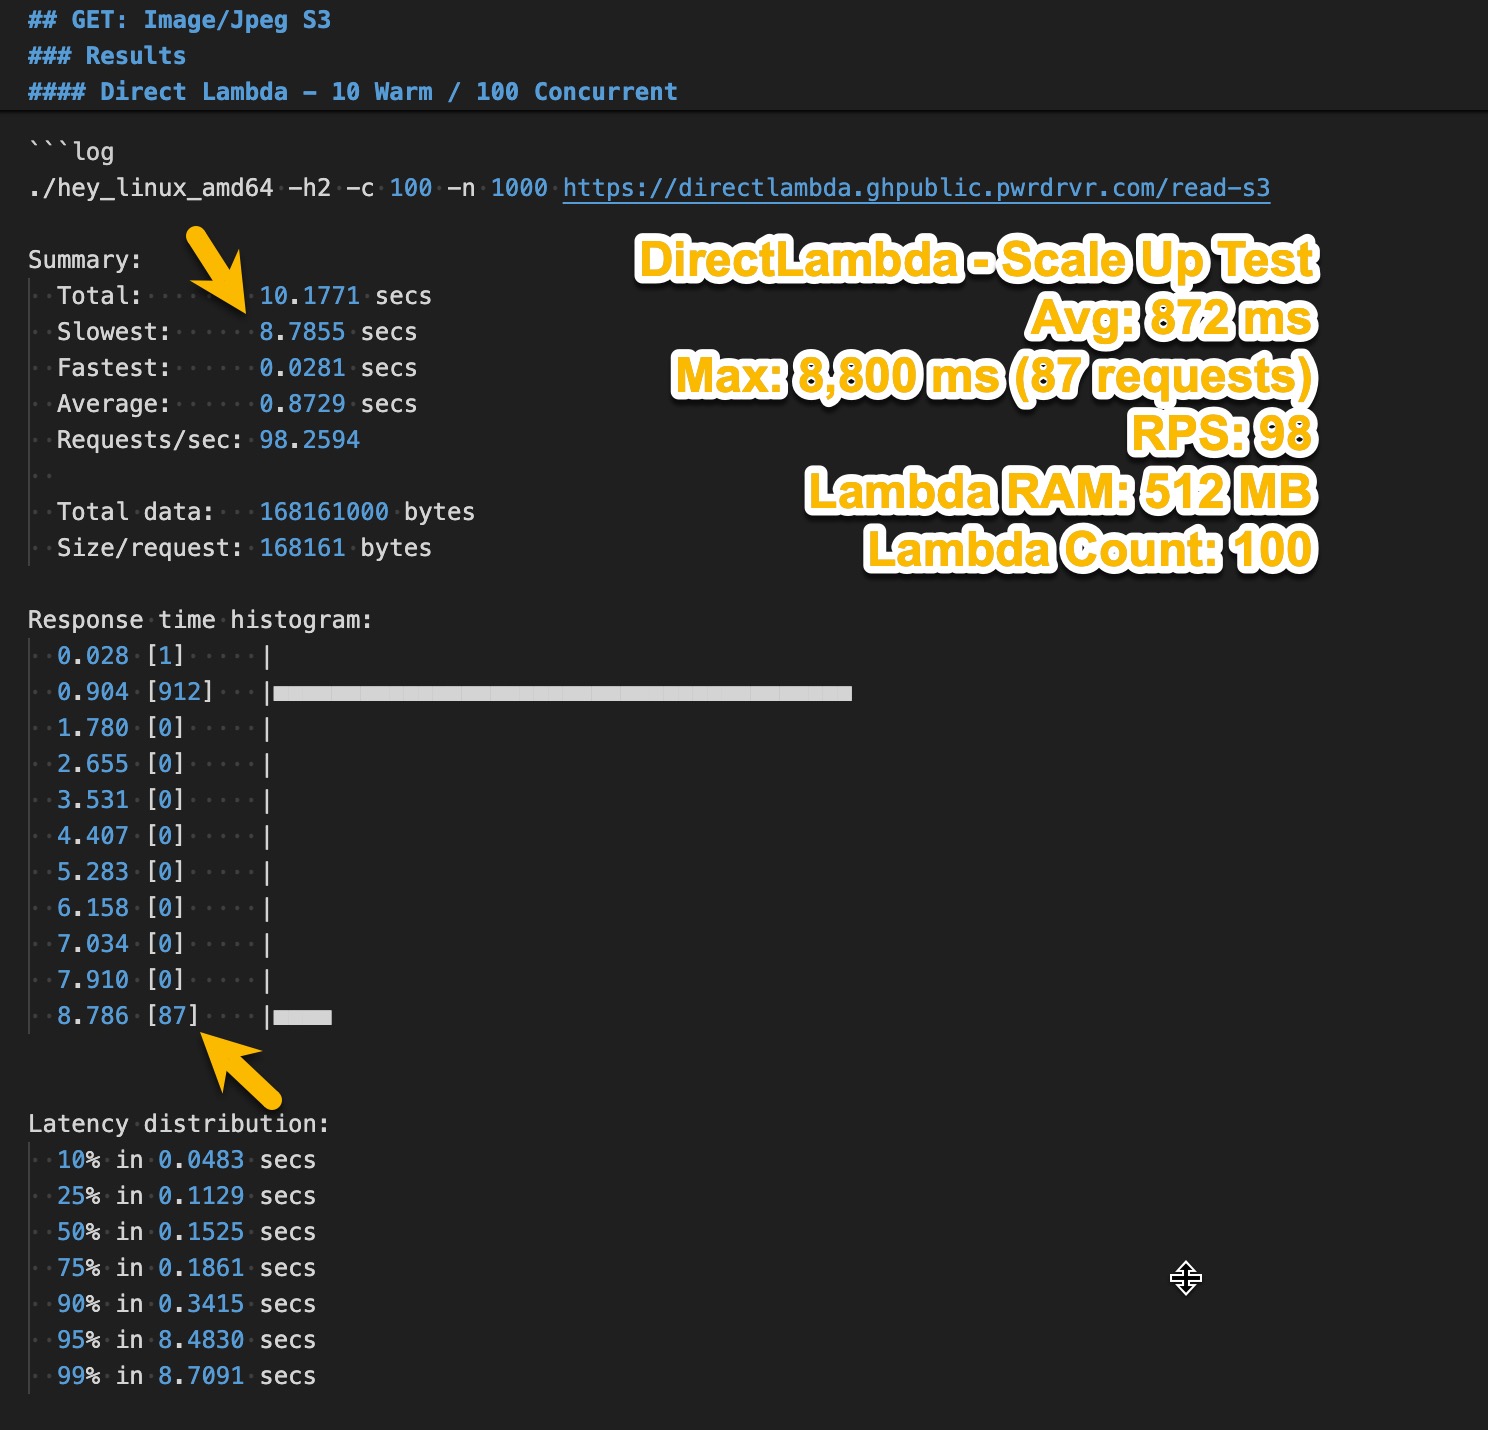 ## GET: Image/Jpeg S3
### Results
#### Direct Lambda - 10 Warm / 100 Concurrent
```log
./hey_linux_amd64 -h2 -c 100 -n 1000 https://directlambda.ghpublic.pwrdrvr.com/read-s3
DirectLambda - Scale Up Test
Avg: 872 ms
Max: 8,800 ms (87 requests)
RPS: 98
Lambda RAM: 512 MB
Lambda Count: 100
Summary:
Total: 10.1771 secs
Slowest: 8.7855 secs
Fastest: 0.0281 secs
Average: 0.8729 secs
Requests/sec: 98.2594
Total data: 168161000 bytes
Size/request: 168161 bytes
Response time histogram:
0.028 [1] |
0.904 [912] |■■■■■■■■■■■■■■■■■■■■■■■■■■■■■■■■■■■■■■■■
1.780 [0] |
2.655 [0] |
3.531 [0] |
4.407 [0] |
5.283 [0] |
6.158 [0] |
7.034 [0] |
7.910 [0] |
8.786 [87] |■■■■
Latency distribution:
10% in 0.0483 secs
25% in 0.1129 secs
50% in 0.1525 secs
75% in 0.1861 secs
90% in 0.3415 secs
95% in 8.4830 secs
99% in 8.7091 secs